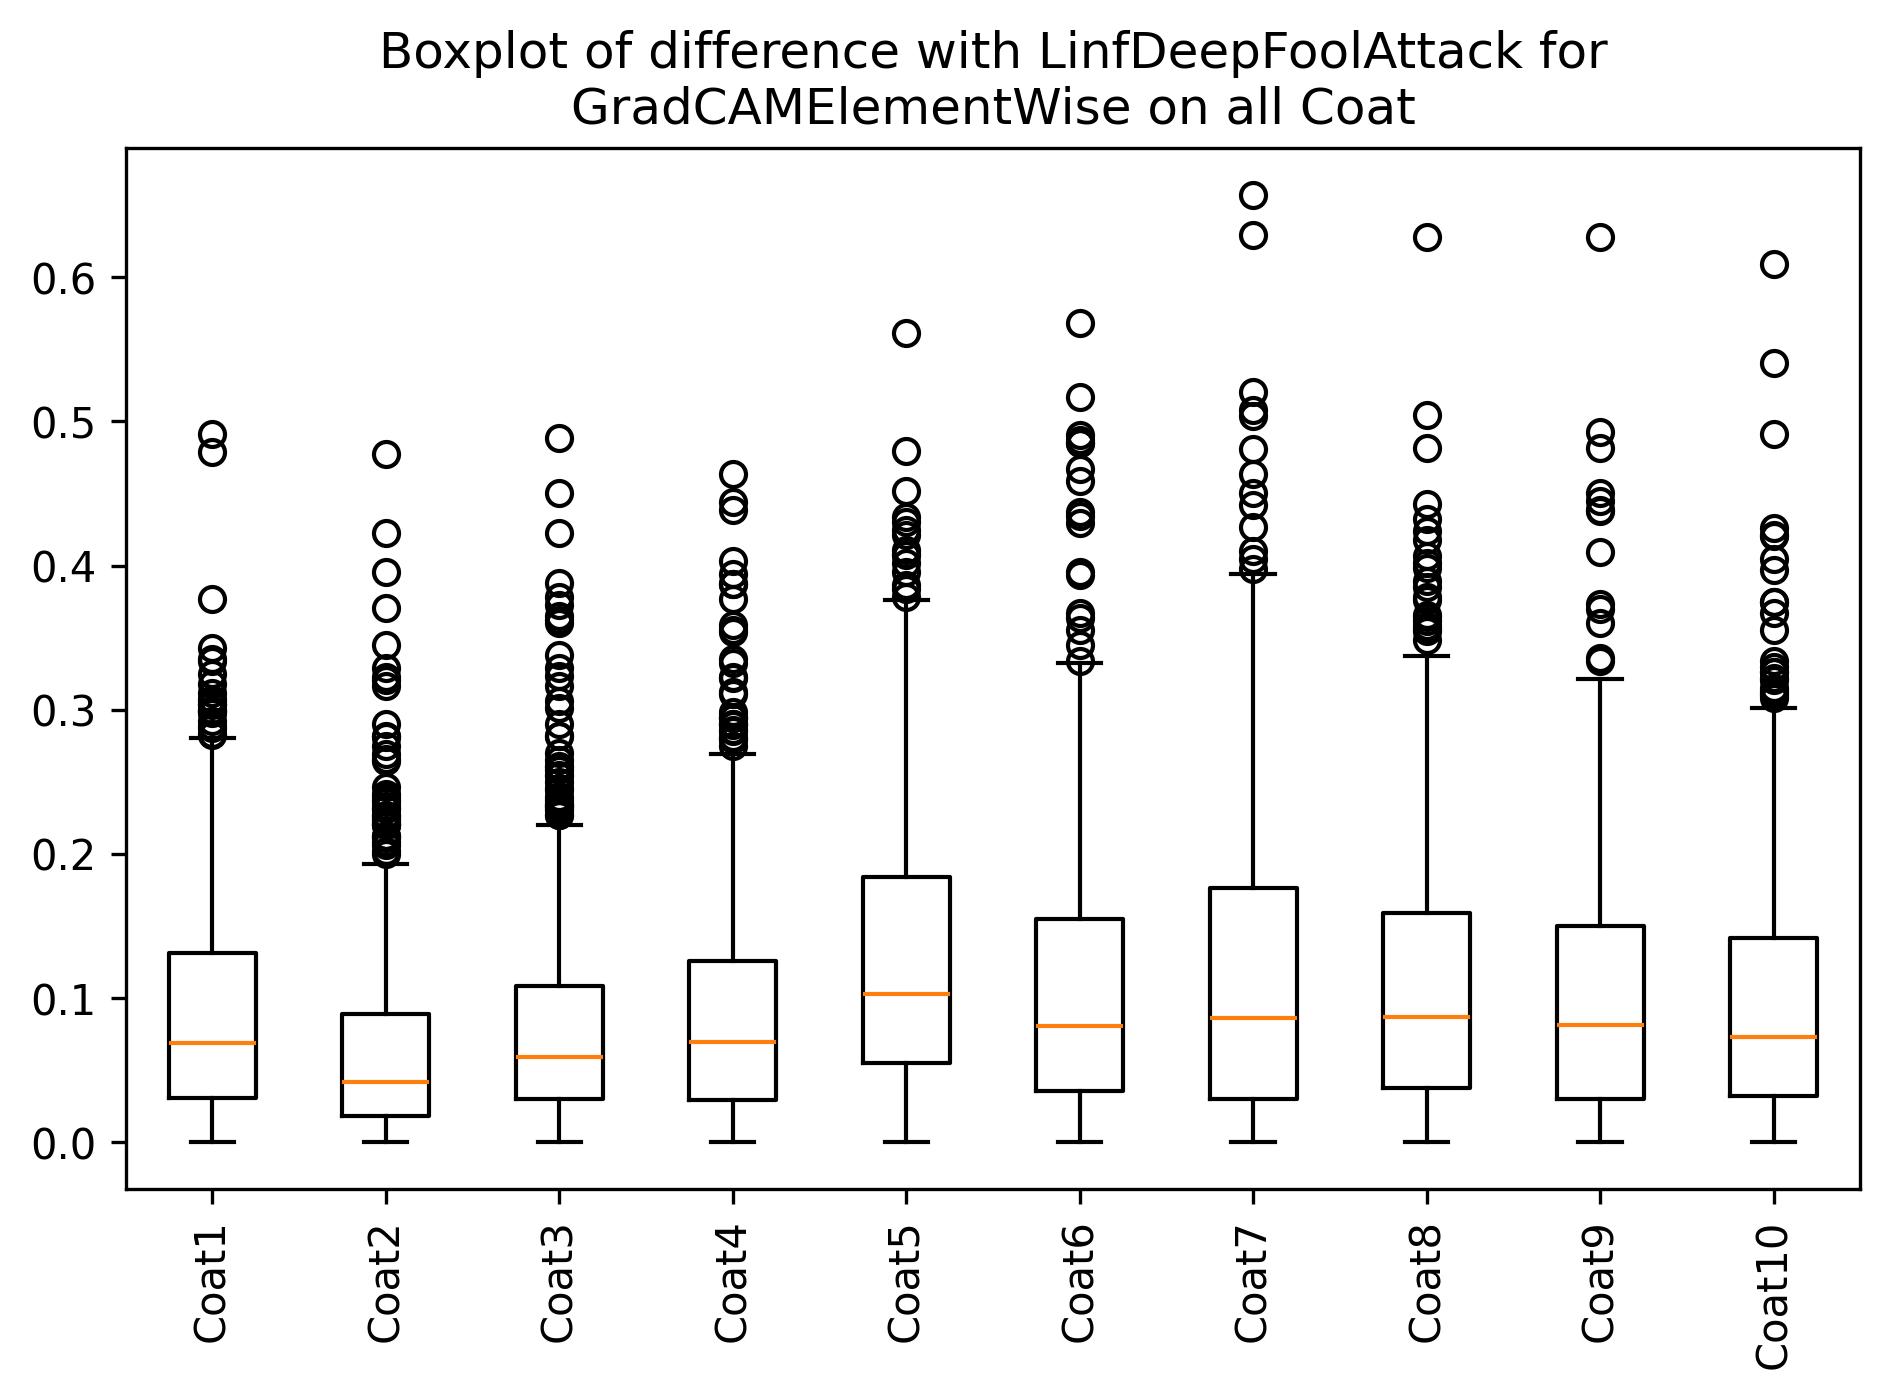 Boxplot of difference with LinfDeepFoolAttack for
GradCAMElementWise on all Coat
0.6
0.5
0.4
0.3
0.2
0.1
0.0
Coat1
Coat2
Coat3
Coat4
Coat5
Coat6
Coat7
Coat8
Coat9
Coat10